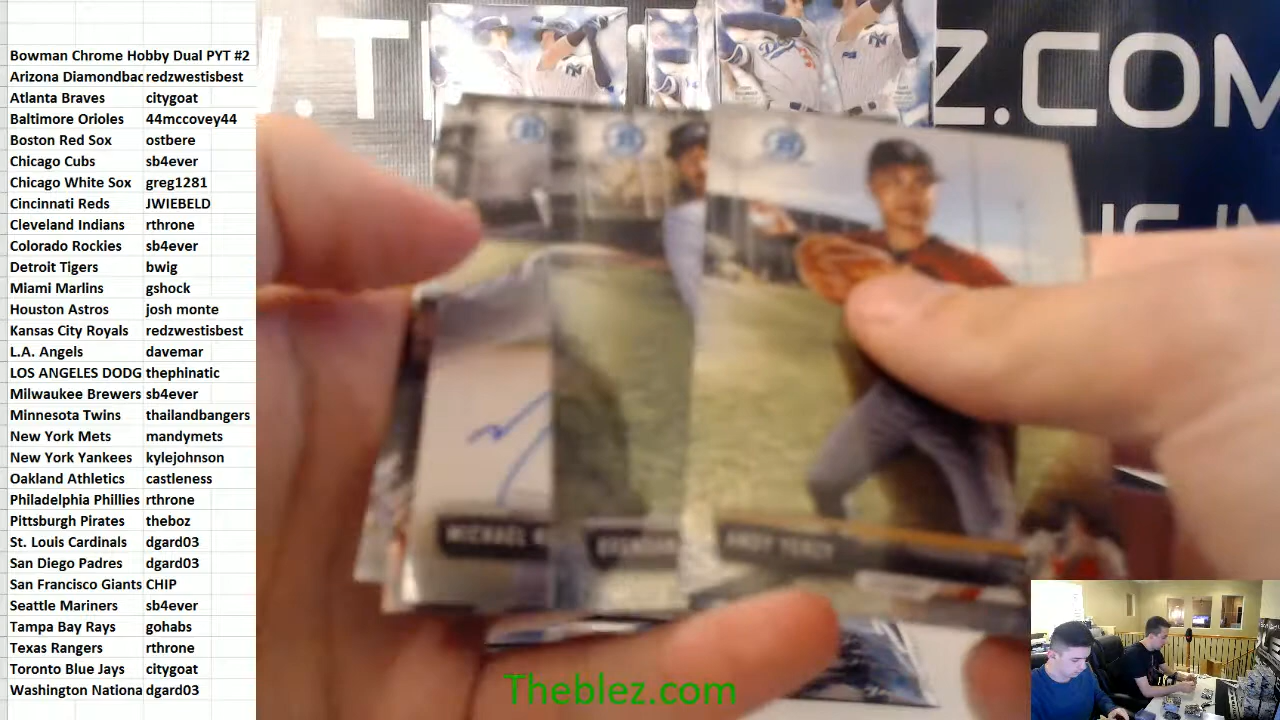 Bowman Chrome Hobby Dual PYT #2
Arizona Diamondbac redzwestisbest
Atlanta Braves citygoat
Baltimore Orioles 44mccovey44
Boston Red Sox ostbere
Chicago Cubs sb4ever
Chicago White Sox greg1281
Cincinnati Reds JWIEBELD
Cleveland Indians rthrone
Colorado Rockies sb4ever
Detroit Tigers bwig
Miami Marlins gshock
Houston Astros josh monte
Kansas City Royals redzwestisbest
L.A. Angels davemar
LOS ANGELES DODG thephinatic
Milwaukee Brewers sb4ever
Minnesota Twins thailandbangers
New York Mets mandymets
New York Yankees kylejohnson
Oakland Athletics castleness
Philadelphia Phillies rthrone
Pittsburgh Pirates theboz
St. Louis Cardinals dgard03
San Diego Padres dgard03
San Francisco Giants CHIP
Seattle Mariners sb4ever
Tampa Bay Rays gohabs
Texas Rangers rthrone
Toronto Blue Jays citygoat
Washington Nationa dgard03
Z.COM
MICHAEL
ANDY YERZY
Theblez.com